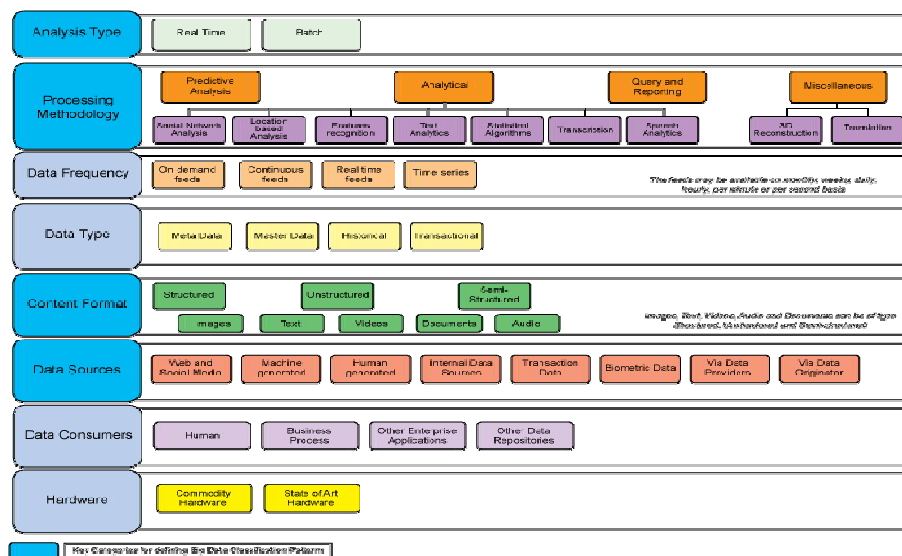 Analysis Type
Real Time
Batch
Processing
Methodology
Predictive
Analysis
Analytical
Query and
Reporting
Miscellaneous
Social Network
Analysis
Location
based
Analysis
Features
recognition
Text
Analytics
Statistical
Algorithms
Transcription
Speech
Analytics
3D
Reconstruction
Translation
Data Frequency
On demand
feeds
Continuous
feeds
Real time
feeds
Time series
The feeds may be available on monthly, weekly, daily,
hourly, per minute or per second basis
Data Type
Meta Data
Master Data
Historical
Transactional
Content Format
Structured
Unstructured
Semi-
Structured
Images
Text
Videos
Documents
Audio
Images, Text, Videos, Audio and Documents can be of type
Structured, Unstructured and Semi-structured
Data Sources
Web and
Social Media
Machine
generated
Human
generated
Internal Data
Sources
Transaction
Data
Biometric Data
Via Data
Providers
Via Data
Originator
Data Consumers
Human
Business
Process
Other Enterprise
Applications
Other Data
Repositories
Hardware
Commodity
Hardware
State of Art
Hardware
Key Categories for defining Big Data Classification Patterns